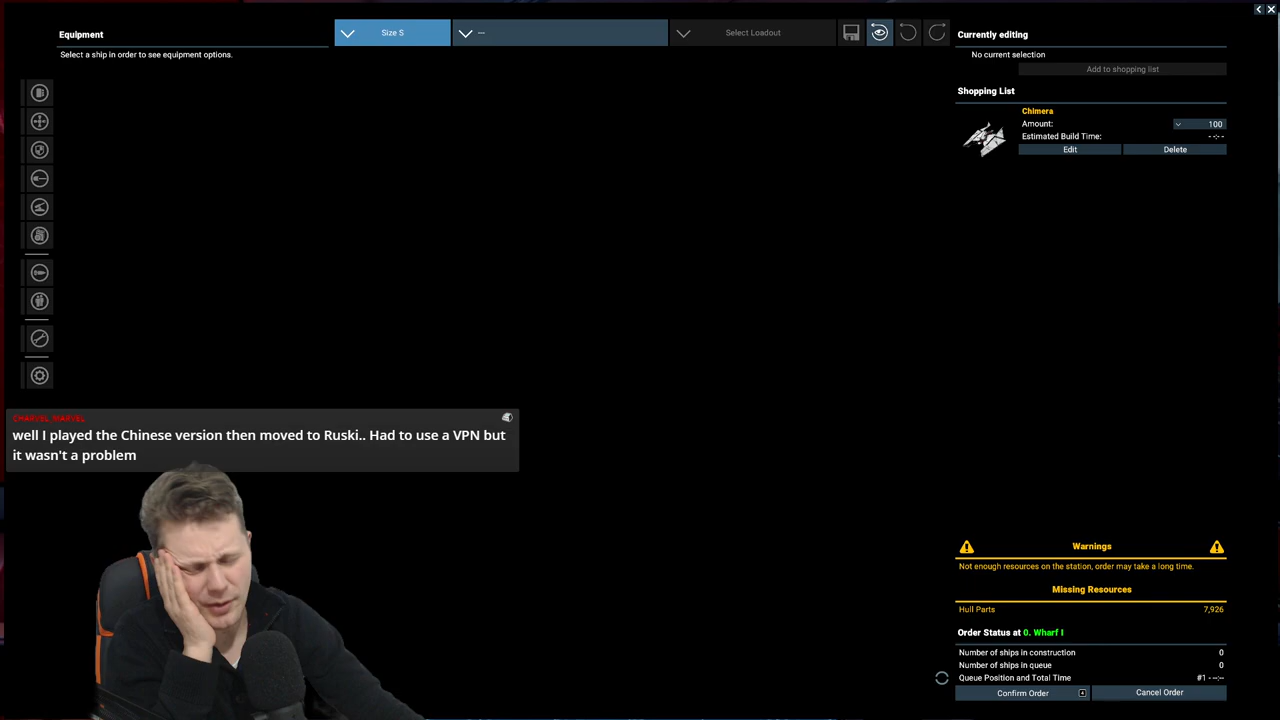 Equipment
Select a ship in order to see equipment options.
Size S
---
Select Loadout
Currently editing
No current selection
Add to shopping list
Shopping List
Chimera
Amount: 100
Estimated Build Time: --:--
Edit
Delete
CHARVEL_MARVEL
well I played the Chinese version then moved to Ruski.. Had to use a VPN but
it wasn't a problem
Warnings
Not enough resources on the station, order may take a long time.
Missing Resources
Hull Parts 7,926
Order Status at 0. Wharf I
Number of ships in construction 0
Number of ships in queue 0
Queue Position and Total Time #1 --:--
Confirm Order
Cancel Order